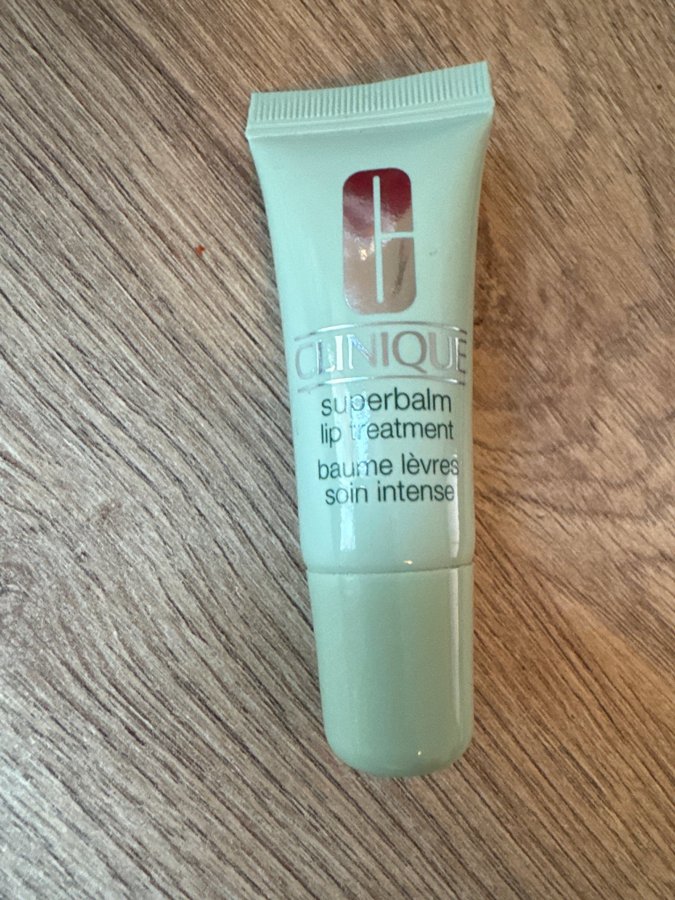 CLINIQUE
superbalm
lip treatment
baume lèvres
soin intense